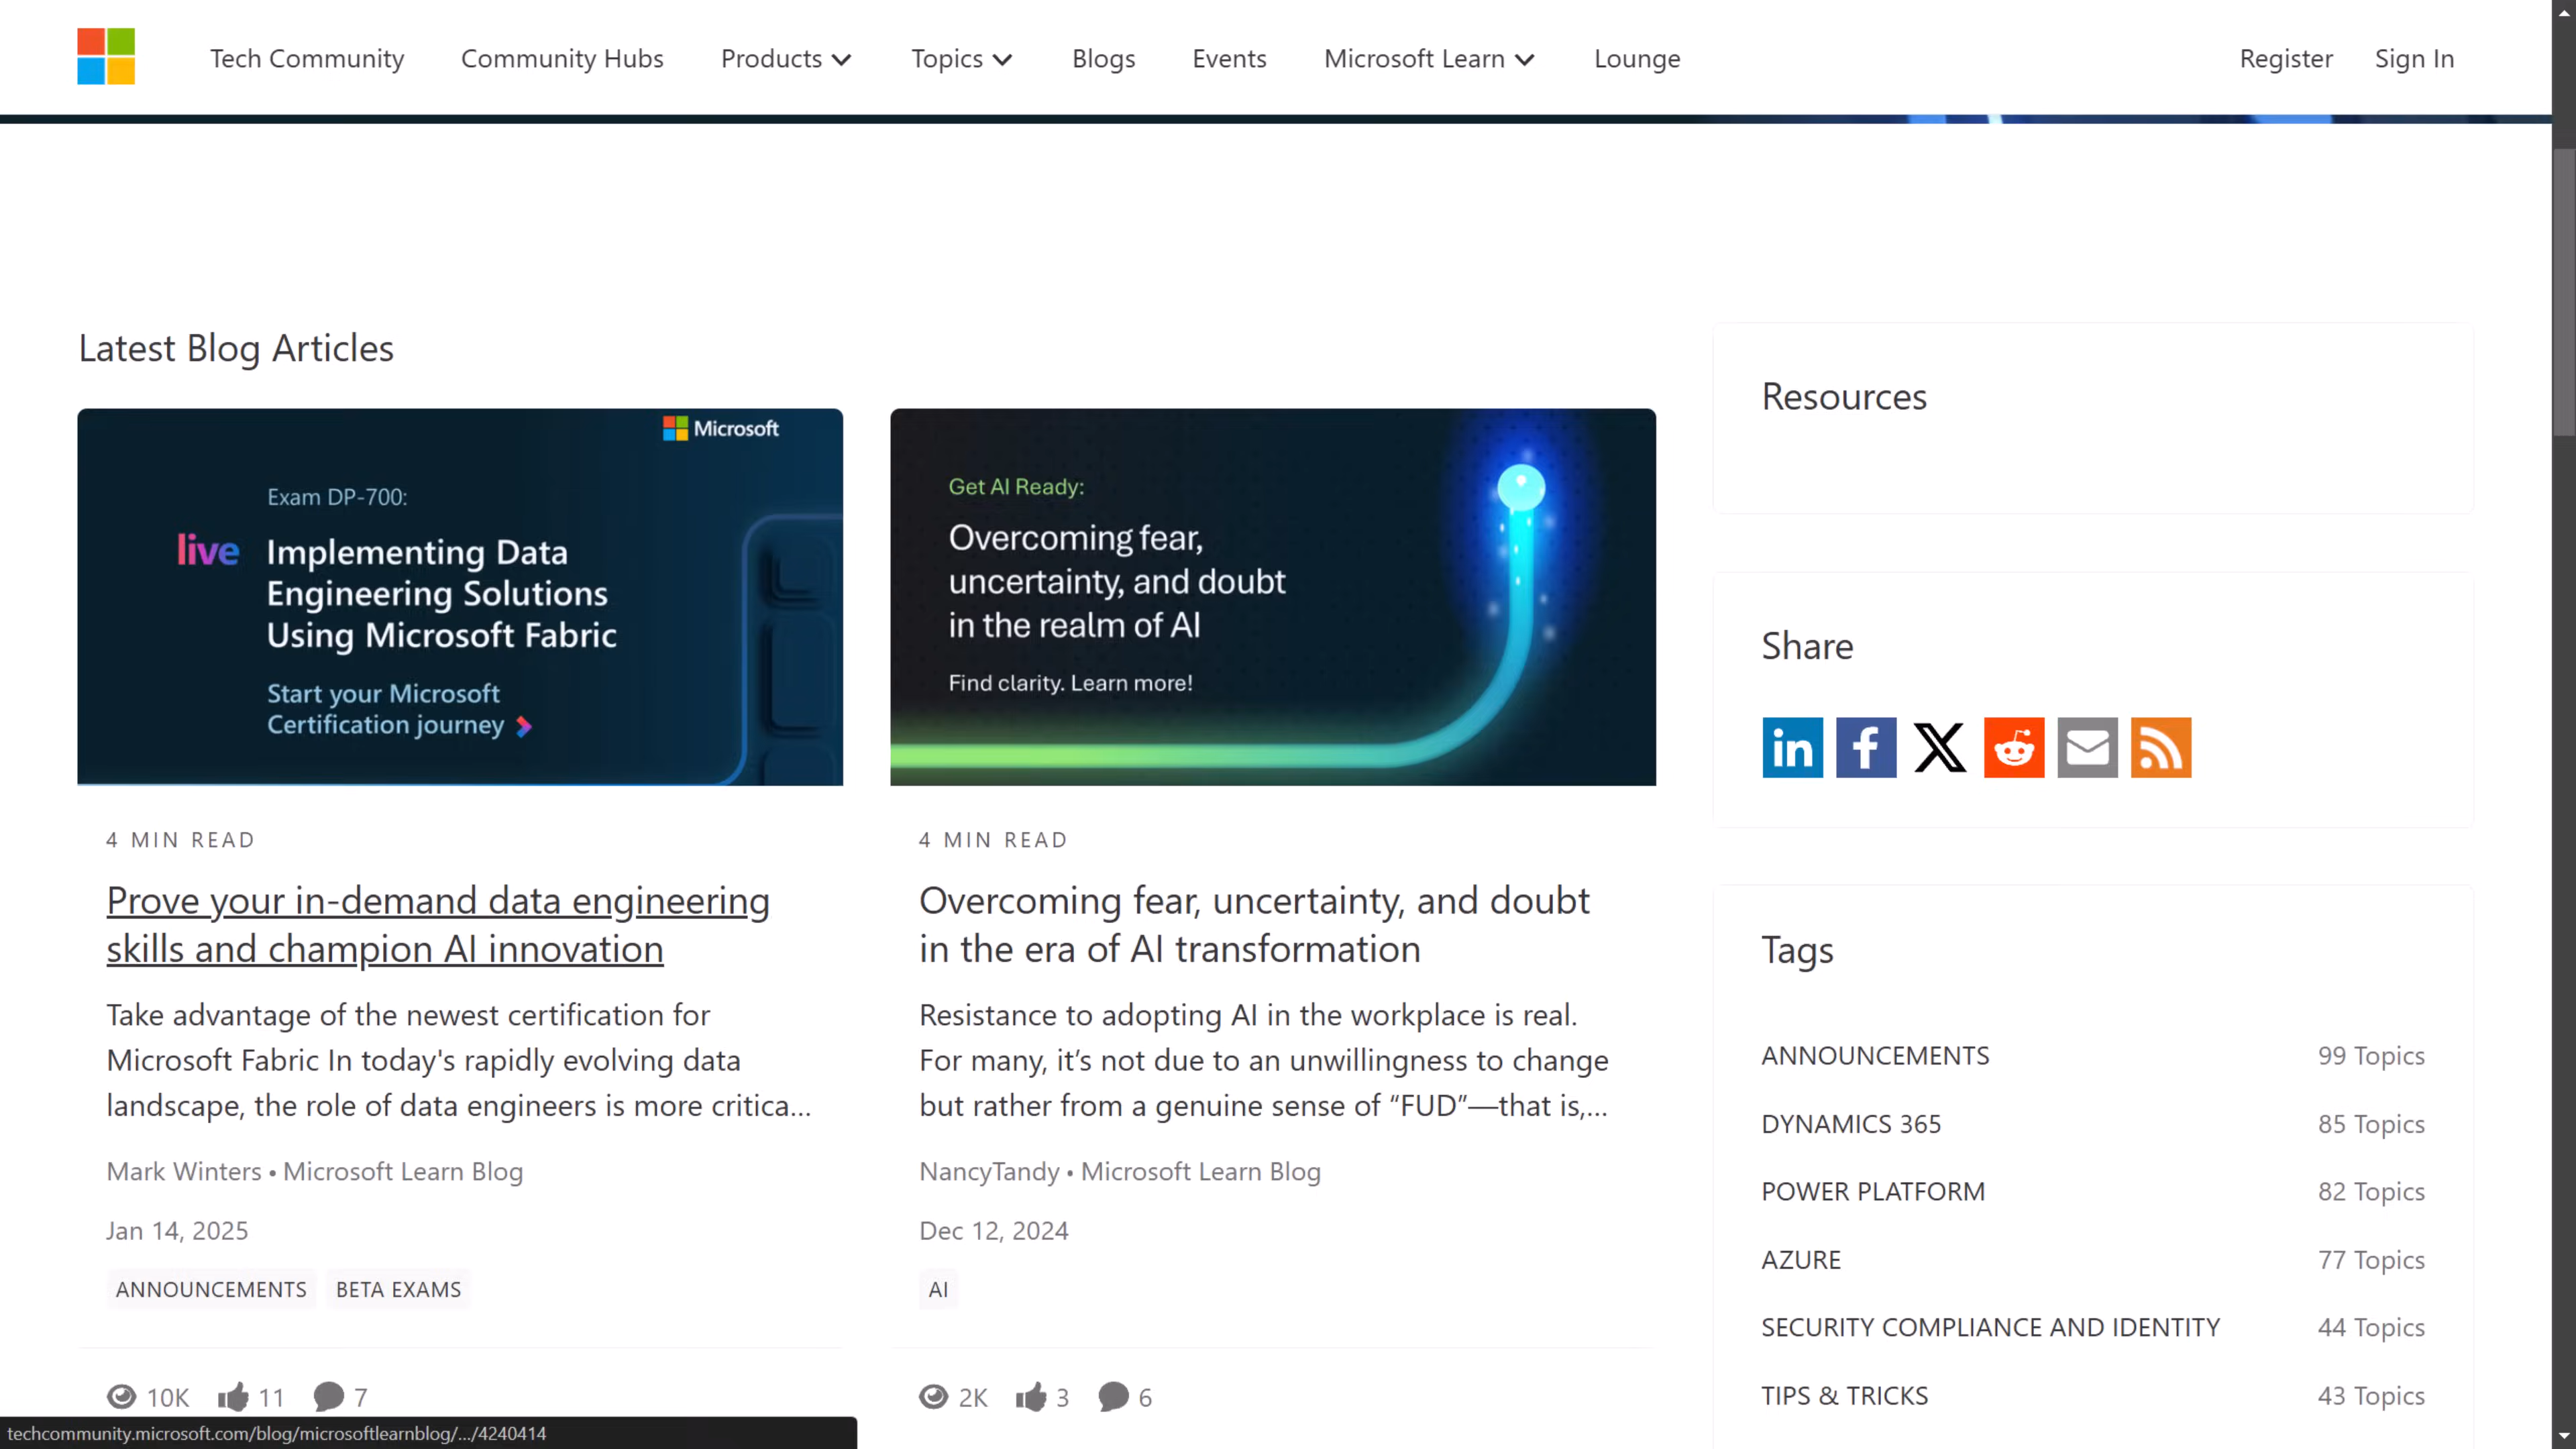 Tech Community
Community Hubs
Products
Topics
Blogs
Events
Microsoft Learn
Lounge
Register
Sign In
Latest Blog Articles
Microsoft
Exam DP-700:
live
Implementing Data
Engineering Solutions
Using Microsoft Fabric
Start your Microsoft
Certification journey
4 MIN READ
Prove your in-demand data engineering
skills and champion AI innovation
Take advantage of the newest certification for
Microsoft Fabric In today's rapidly evolving data
landscape, the role of data engineers is more critica...
Mark Winters • Microsoft Learn Blog
Jan 14, 2025
ANNOUNCEMENTS
BETA EXAMS
10K
11
7
Get AI Ready:
Overcoming fear,
uncertainty, and doubt
in the realm of AI
Find clarity. Learn more!
4 MIN READ
Overcoming fear, uncertainty, and doubt
in the era of AI transformation
Resistance to adopting AI in the workplace is real.
For many, it’s not due to an unwillingness to change
but rather from a genuine sense of “FUD”—that is,...
NancyTandy • Microsoft Learn Blog
Dec 12, 2024
AI
2K
3
6
Resources
Share
in
f
X
Tags
ANNOUNCEMENTS 99 Topics
DYNAMICS 365 85 Topics
POWER PLATFORM 82 Topics
AZURE 77 Topics
SECURITY COMPLIANCE AND IDENTITY 44 Topics
TIPS & TRICKS 43 Topics
techcommunity.microsoft.com/blog/microsoftlearnblog/.../4240414